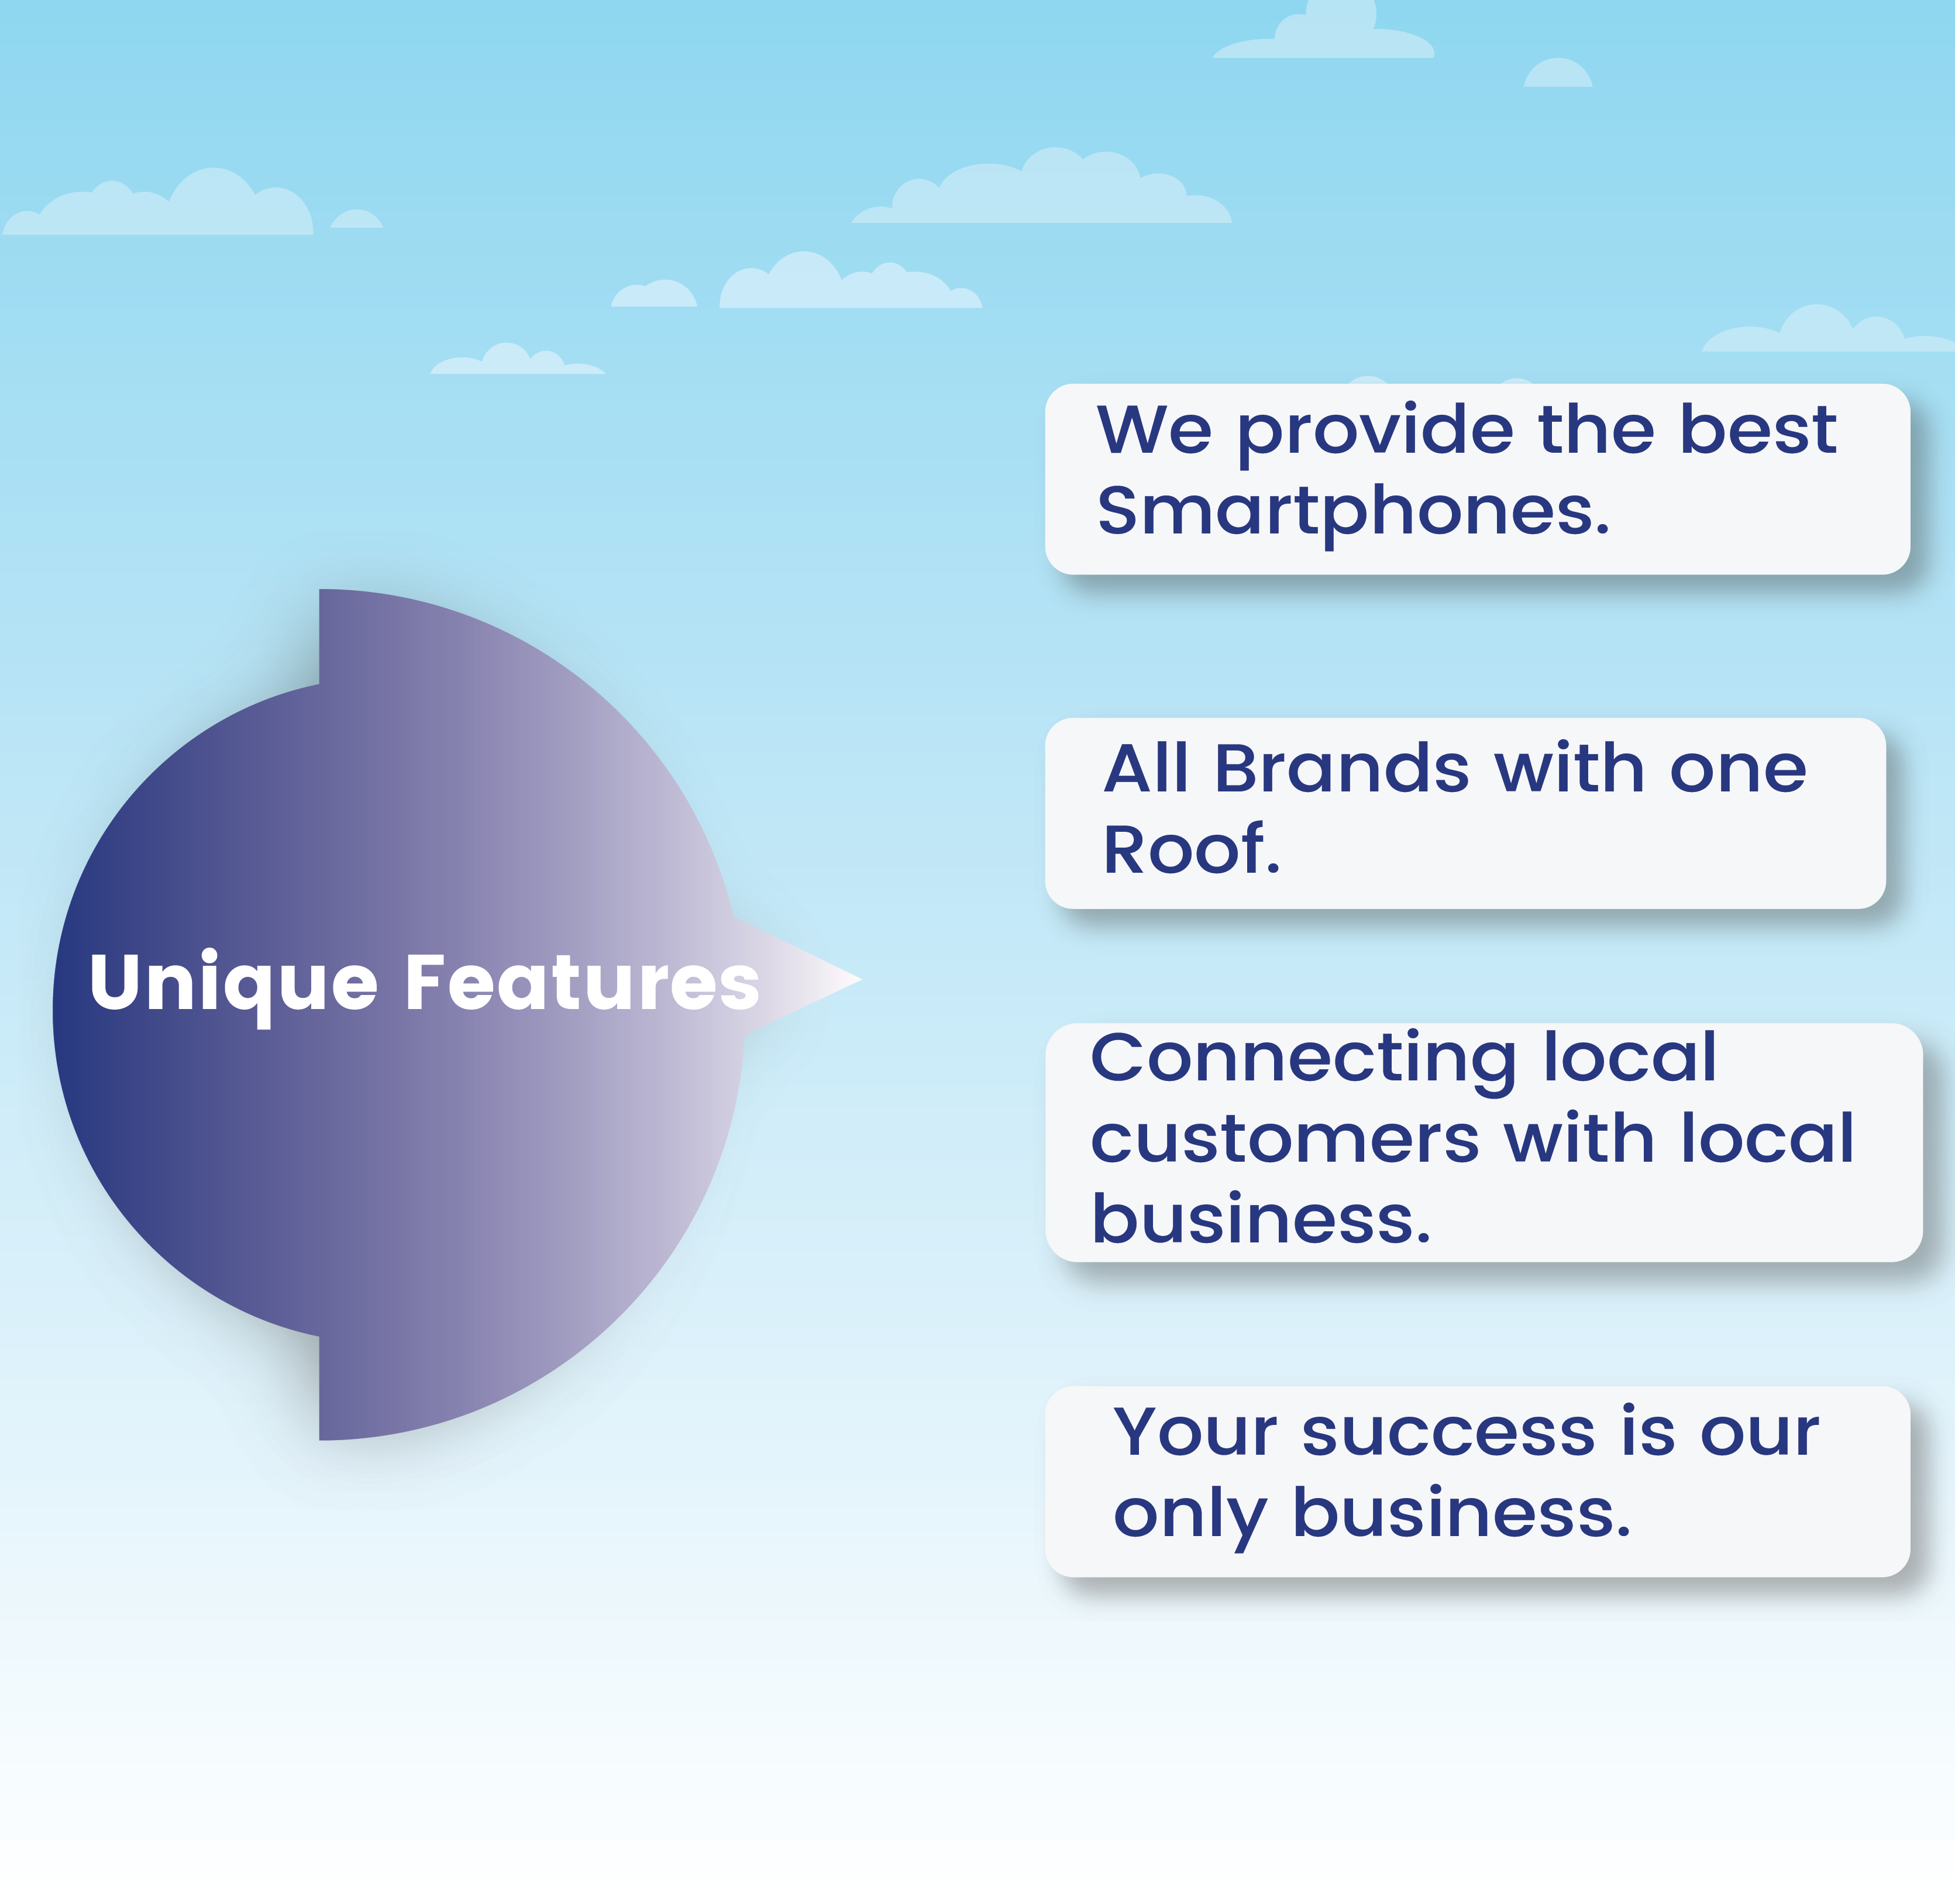 Unique Features
We provide the best
Smartphones.
All Brands with one
Roof.
Connecting local
customers with local
business.
Your success is our
only business.